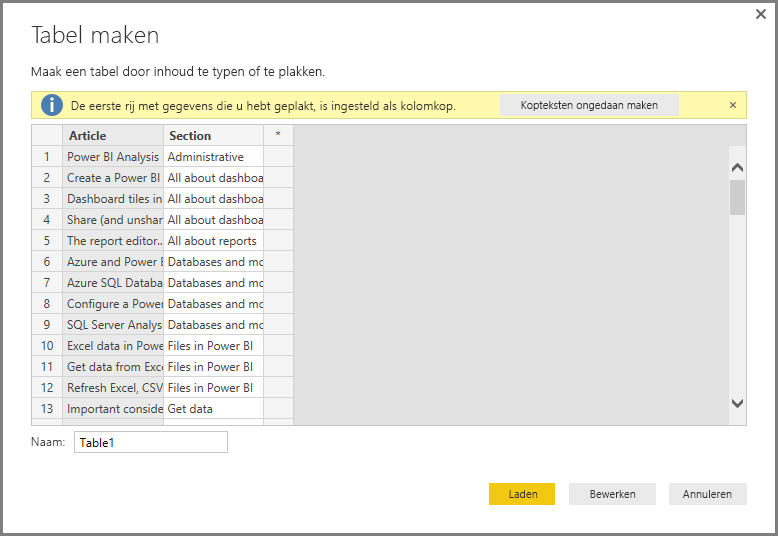 Tabel maken
Maak een tabel door inhoud te typen of te plakken.
De eerste rij met gegevens die u hebt geplakt, is ingesteld als kolomkop. Kopteksten ongedaan maken
Article Section *
1 Power BI Analysis Administrative
2 Create a Power BI All about dashboa
3 Dashboard tiles in All about dashboa
4 Share (and unshar All about dashboa
5 The report editor.. All about reports
6 Azure and Power B Databases and mo
7 Azure SQL Databa Databases and mo
8 Configure a Power Databases and mo
9 SQL Server Analys Databases and mo
10 Excel data in Powe Files in Power BI
11 Get data from Exce Files in Power BI
12 Refresh Excel, CSV Files in Power BI
13 Important conside Get data
Naam: Table1
Laden Bewerken Annuleren